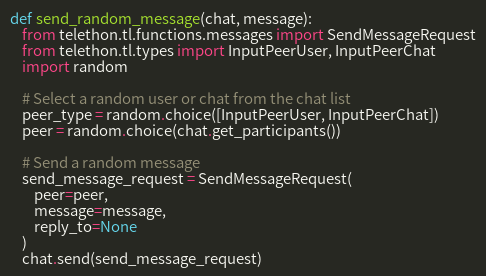 def send_random_message(chat, message):
    from telethon.tl.functions.messages import SendMessageRequest
    from telethon.tl.types import InputPeerUser, InputPeerChat
    import random

    # Select a random user or chat from the chat list
    peer_type = random.choice([InputPeerUser, InputPeerChat])
    peer = random.choice(chat.get_participants())

    # Send a random message
    send_message_request = SendMessageRequest(
        peer=peer,
        message=message,
        reply_to=None
    )
    chat.send(send_message_request)